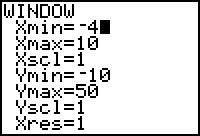 WINDOW
Xmin=-4
Xmax=10
Xscl=1
Ymin=-10
Ymax=50
Yscl=1
Xres=1